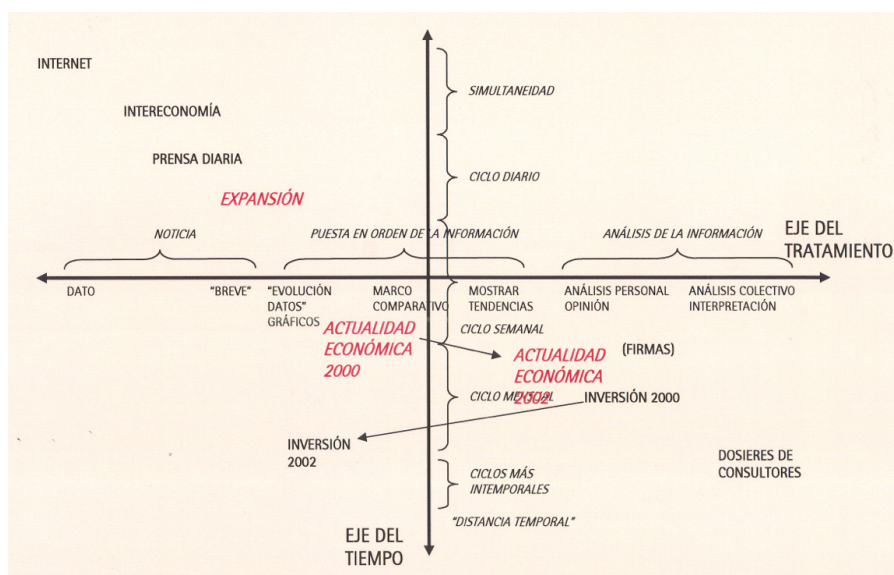 INTERNET
SIMULTANEIDAD
INTERECONOMÍA
PRENSA DIARIA
CICLO DIARIO
EXPANSIÓN
NOTICIA
PUESTA EN ORDEN DE LA INFORMACIÓN
ANÁLISIS DE LA INFORMACIÓN
EJE DEL
TRATAMIENTO
DATO
"BREVE"
"EVOLUCIÓN
DATOS"
GRÁFICOS
MARCO
COMPARATIVO
MOSTRAR
TENDENCIAS
ANÁLISIS PERSONAL
OPINIÓN
ANÁLISIS COLECTIVO
INTERPRETACIÓN
CICLO SEMANAL
ACTUALIDAD
ECONÓMICA
2000
ACTUALIDAD
ECONÓMICA
2002
(FIRMAS)
CICLO MENSUAL
INVERSIÓN 2000
INVERSIÓN
2002
DOSIERES DE
CONSULTORES
CICLOS MÁS
INTEMPORALES
"DISTANCIA TEMPORAL"
EJE DEL
TIEMPO